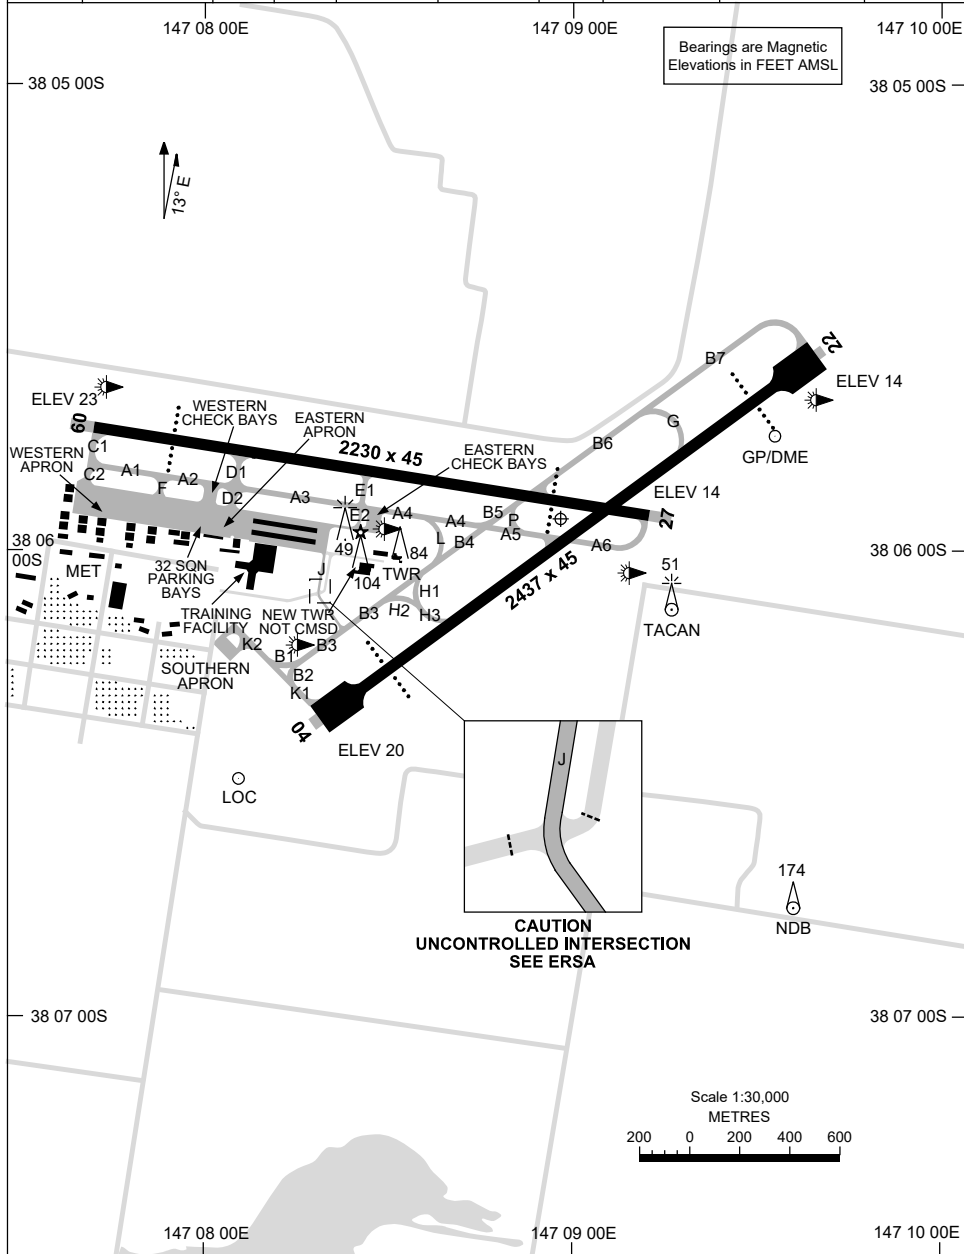 147 08 00E
147 09 00E
147 10 00E
Bearings are Magnetic
Elevations in FEET AMSL
38 05 00S
38 05 00S
13° E
22
B7
ELEV 14
ELEV 23
WESTERN
CHECK BAYS
EASTERN
APRON
GP/DME
G
B6
09
2230 x 45
EASTERN
CHECK BAYS
WESTERN
APRON
C1
A1
C2
F
A2
D1
D2
A3
E1
E2
A4
A4
B5
P
A5
ELEV 14
27
A6
L
B4
38 06
00S
38 06 00S
49
84
104
TWR
51
TACAN
MET
32 SQN
PARKING
BAYS
J
2437 x 45
H1
H2
H3
B3
TRAINING
FACILITY
NEW TWR
NOT CMSD
K2
B1
B3
SOUTHERN
APRON
B2
K1
04
ELEV 20
LOC
J
174
NDB
CAUTION
UNCONTROLLED INTERSECTION
SEE ERSA
38 07 00S
38 07 00S
Scale 1:30,000
METRES
200 0 200 400 600
147 08 00E
147 09 00E
147 10 00E